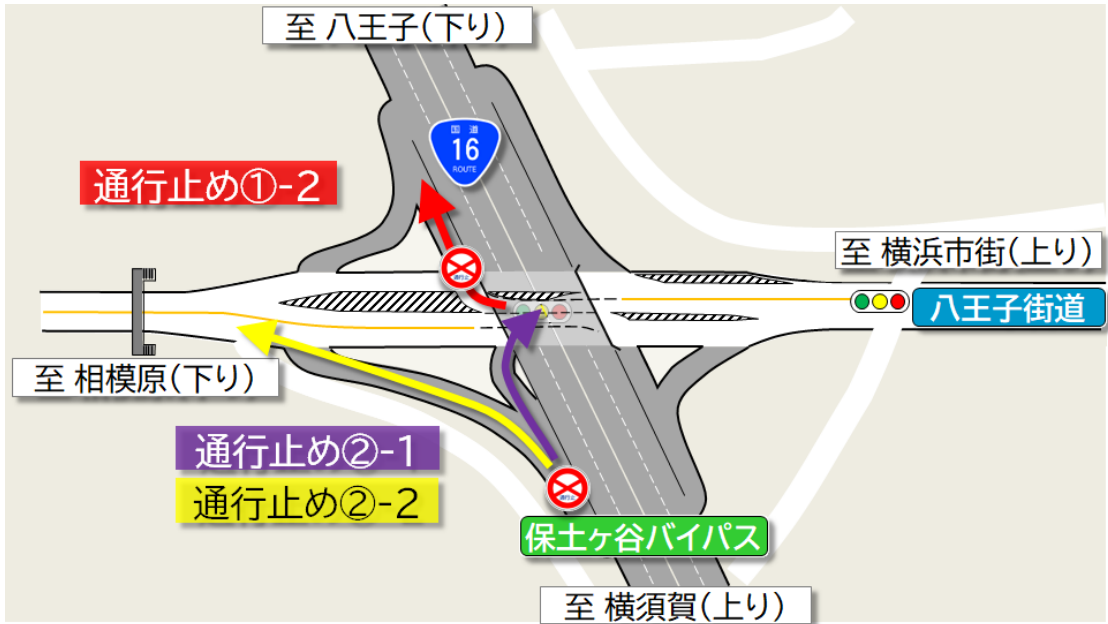 至 八王子(下り)
国道
16
ROUTE
通行止め①-2
至 横浜市街(上り)
八王子街道
至 相模原(下り)
通行止め②-1
通行止め②-2
保土ヶ谷バイパス
至 横須賀(上り)